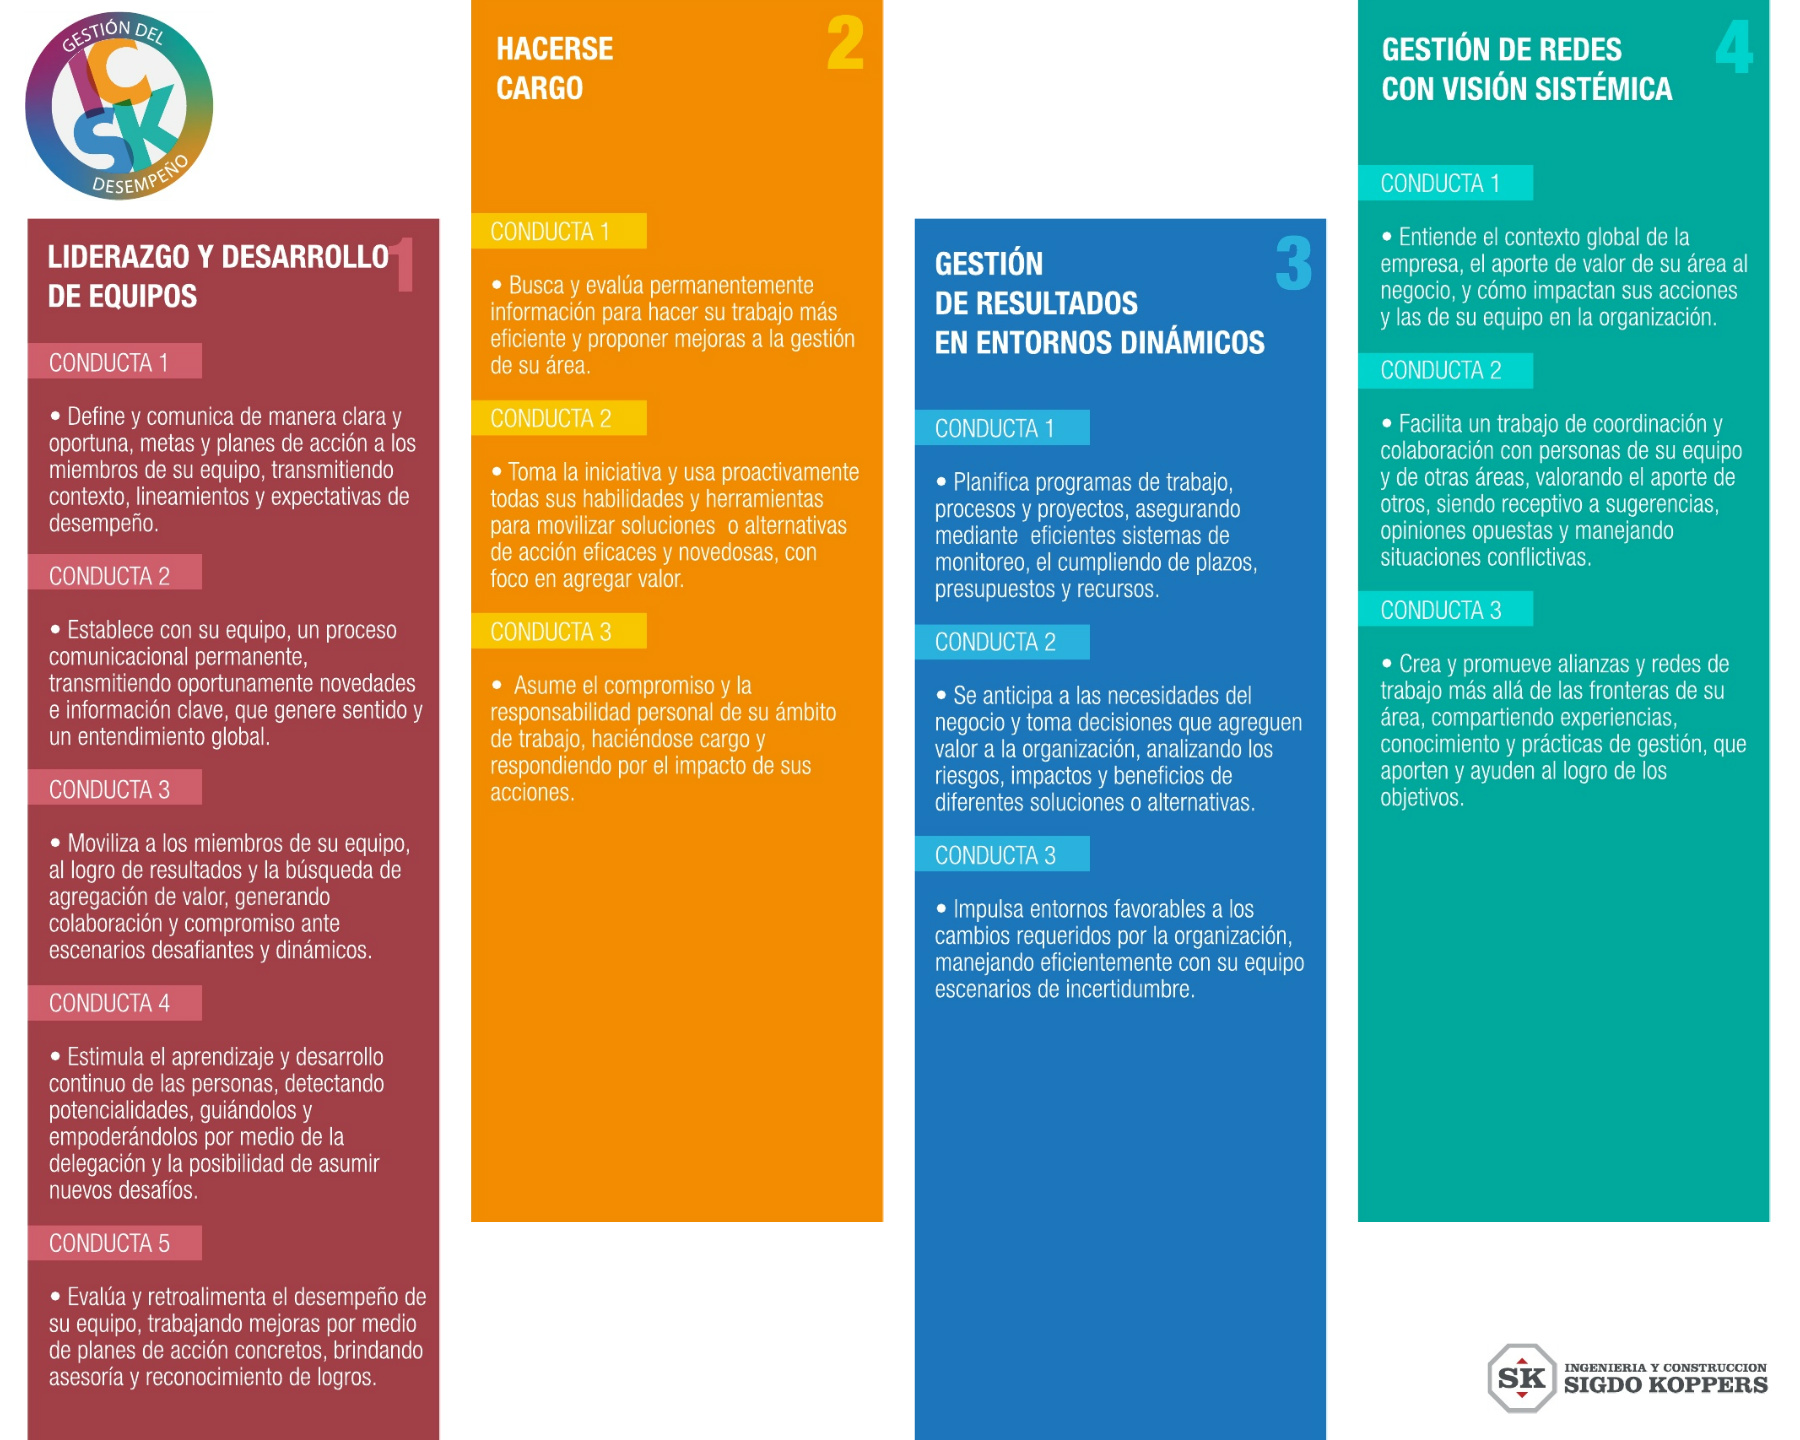 GESTIÓN DEL
ICSK
DESEMPEÑO
LIDERAZGO Y DESARROLLO
DE EQUIPOS
1
CONDUCTA 1
• Define y comunica de manera clara y
oportuna, metas y planes de acción a los
miembros de su equipo, transmitiendo
contexto, lineamientos y expectativas de
desempeño.
CONDUCTA 2
• Establece con su equipo, un proceso
comunicacional permanente,
transmitiendo oportunamente novedades
e información clave, que genere sentido y
un entendimiento global.
CONDUCTA 3
• Moviliza a los miembros de su equipo,
al logro de resultados y la búsqueda de
agregación de valor, generando
colaboración y compromiso ante
escenarios desafiantes y dinámicos.
CONDUCTA 4
• Estimula el aprendizaje y desarrollo
continuo de las personas, detectando
potencialidades, guiándolos y
empoderándolos por medio de la
delegación y la posibilidad de asumir
nuevos desafíos.
CONDUCTA 5
• Evalúa y retroalimenta el desempeño de
su equipo, trabajando mejoras por medio
de planes de acción concretos, brindando
asesoría y reconocimiento de logros.
HACERSE
CARGO
2
CONDUCTA 1
• Busca y evalúa permanentemente
información para hacer su trabajo más
eficiente y proponer mejoras a la gestión
de su área.
CONDUCTA 2
• Toma la iniciativa y usa proactivamente
todas sus habilidades y herramientas
para movilizar soluciones o alternativas
de acción eficaces y novedosas, con
foco en agregar valor.
CONDUCTA 3
• Asume el compromiso y la
responsabilidad personal de su ámbito
de trabajo, haciéndose cargo y
respondiendo por el impacto de sus
acciones.
GESTIÓN
DE RESULTADOS
EN ENTORNOS DINÁMICOS
3
CONDUCTA 1
• Planifica programas de trabajo,
procesos y proyectos, asegurando
mediante eficientes sistemas de
monitoreo, el cumpliendo de plazos,
presupuestos y recursos.
CONDUCTA 2
• Se anticipa a las necesidades del
negocio y toma decisiones que agreguen
valor a la organización, analizando los
riesgos, impactos y beneficios de
diferentes soluciones o alternativas.
CONDUCTA 3
• Impulsa entornos favorables a los
cambios requeridos por la organización,
manejando eficientemente con su equipo
escenarios de incertidumbre.
GESTIÓN DE REDES
CON VISIÓN SISTÉMICA
4
CONDUCTA 1
• Entiende el contexto global de la
empresa, el aporte de valor de su área al
negocio, y cómo impactan sus acciones
y las de su equipo en la organización.
CONDUCTA 2
• Facilita un trabajo de coordinación y
colaboración con personas de su equipo
y de otras áreas, valorando el aporte de
otros, siendo receptivo a sugerencias,
opiniones opuestas y manejando
situaciones conflictivas.
CONDUCTA 3
• Crea y promueve alianzas y redes de
trabajo más allá de las fronteras de su
área, compartiendo experiencias,
conocimiento y prácticas de gestión, que
aporten y ayuden al logro de los
objetivos.
SK
INGENIERIA Y CONSTRUCCION
SIGDO KOPPERS